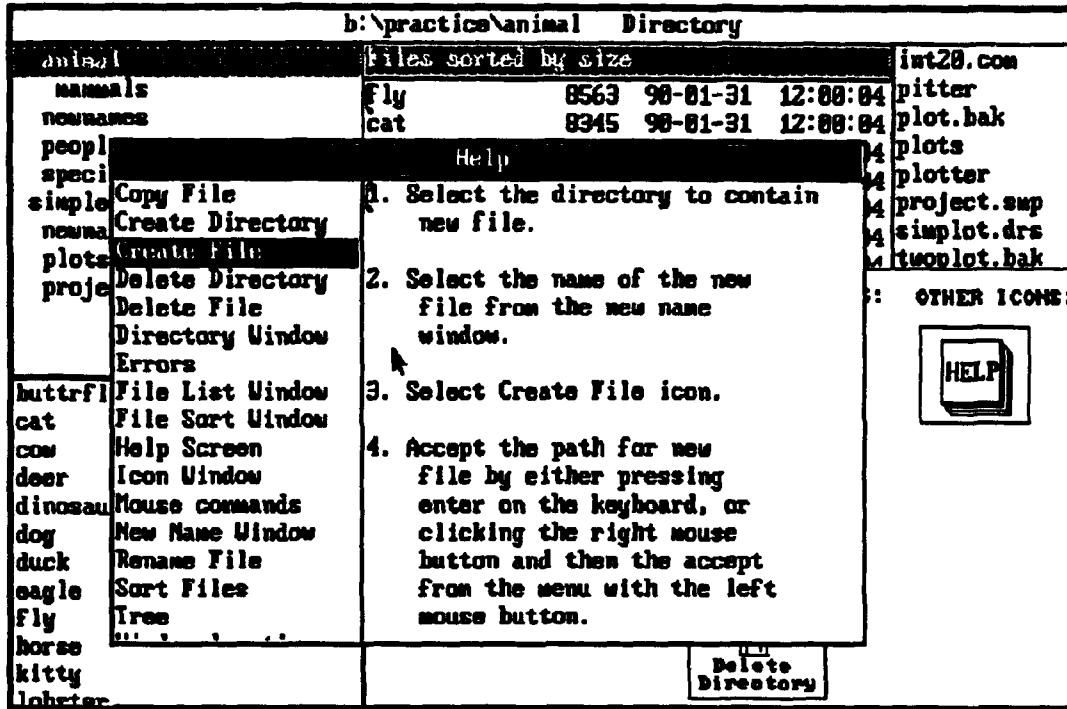 b:\practice\animal Directory
animal
mammals
newnames
peopl
speci
simple
newna
plots
proje
Files sorted by size
fly 8563 90-01-31 12:00:04
cat 8345 90-01-31 12:00:04
int20.com
pitter
plot.bak
plots
plotter
project.swp
simplot.drs
twoplot.bak
Help
Copy File
Create Directory
Create File
Delete Directory
Delete File
Directory Window
Errors
File List Window
File Sort Window
Help Screen
Icon Window
Mouse commands
New Name Window
Rename File
Sort Files
Tree
1. Select the directory to contain
new file.
2. Select the name of the new
file from the new name
window.
3. Select Create File icon.
4. Accept the path for new
file by either pressing
enter on the keyboard, or
clicking the right mouse
button and then the accept
from the menu with the left
mouse button.
OTHER ICONS:
HELP
buttrfl
cat
cow
deer
dinosau
dog
duck
eagle
fly
horse
kitty
lobster
Delete
Directory